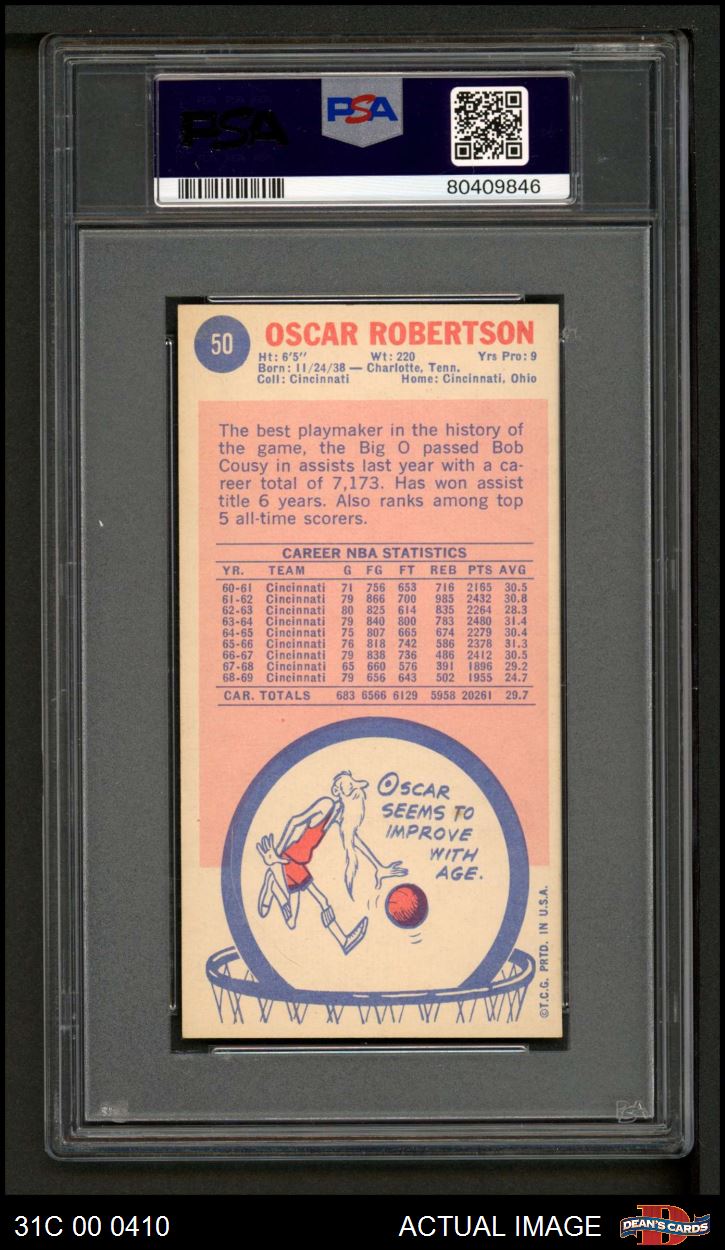 PSA
PSA
80409846
50
OSCAR ROBERTSON
Ht: 6'5" Wt: 220 Yrs Pro: 9
Born: 11/24/38 — Charlotte, Tenn.
Coll: Cincinnati Home: Cincinnati, Ohio
The best playmaker in the history of
the game, the Big O passed Bob
Cousy in assists last year with a ca-
reer total of 7,173. Has won assist
title 6 years. Also ranks among top
5 all-time scorers.
CAREER NBA STATISTICS
YR. TEAM G FG FT REB PTS AVG
60-61 Cincinnati 71 756 653 716 2165 30.5
61-62 Cincinnati 79 866 700 985 2432 30.8
62-63 Cincinnati 80 825 614 835 2264 28.3
63-64 Cincinnati 79 840 800 783 2480 31.4
64-65 Cincinnati 75 807 665 674 2279 30.4
65-66 Cincinnati 76 818 742 586 2378 31.3
66-67 Cincinnati 79 838 736 486 2412 30.5
67-68 Cincinnati 65 660 576 391 1896 29.2
68-69 Cincinnati 79 656 643 502 1955 24.7
CAR. TOTALS 683 6566 6129 5958 20261 29.7
OSCAR
SEEMS TO
IMPROVE
WITH
AGE.
©T.C.G. PRTD. IN U.S.A.
PSA
31C 00 0410
ACTUAL IMAGE
DEAN'S CARDS